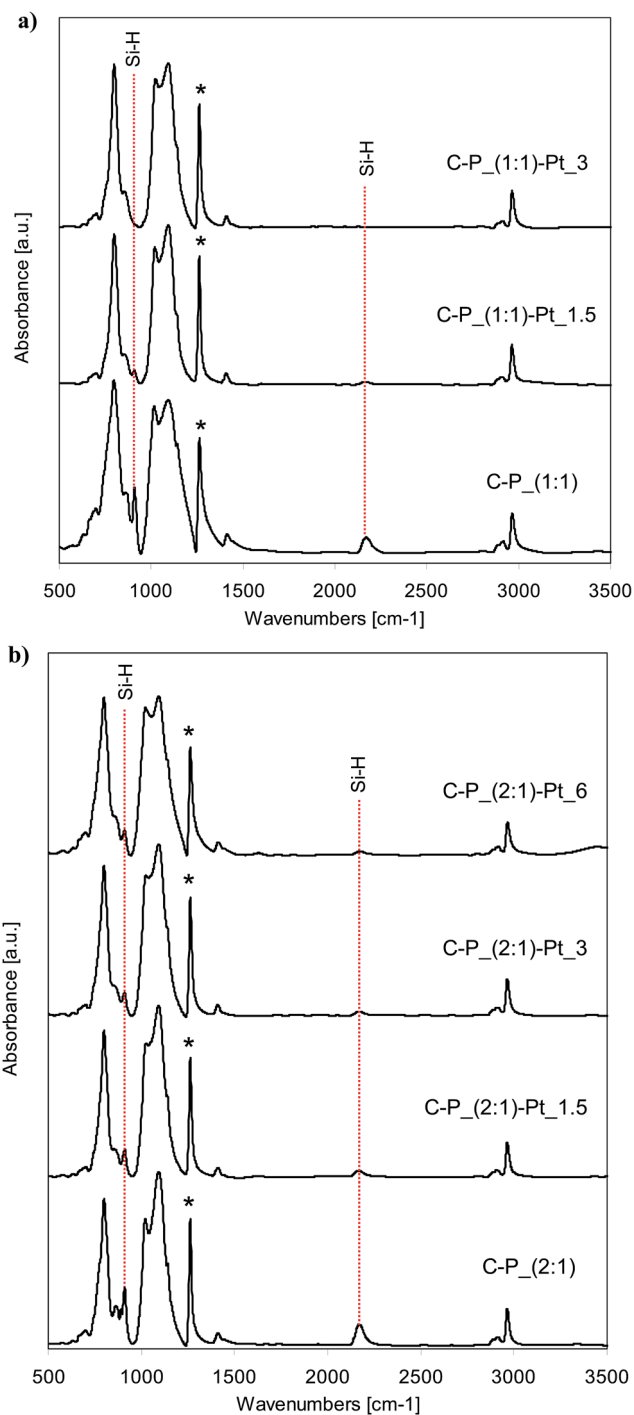 a)
Si-H
*
Si-H
C-P_(1:1)-Pt_3
*
C-P_(1:1)-Pt_1.5
*
C-P_(1:1)
Absorbance [a.u.]
500 1000 1500 2000 2500 3000 3500
Wavenumbers [cm-1]
b)
Si-H
*
Si-H
C-P_(2:1)-Pt_6
*
C-P_(2:1)-Pt_3
*
C-P_(2:1)-Pt_1.5
*
C-P_(2:1)
Absorbance [a.u.]
500 1000 1500 2000 2500 3000 3500
Wavenumbers [cm-1]